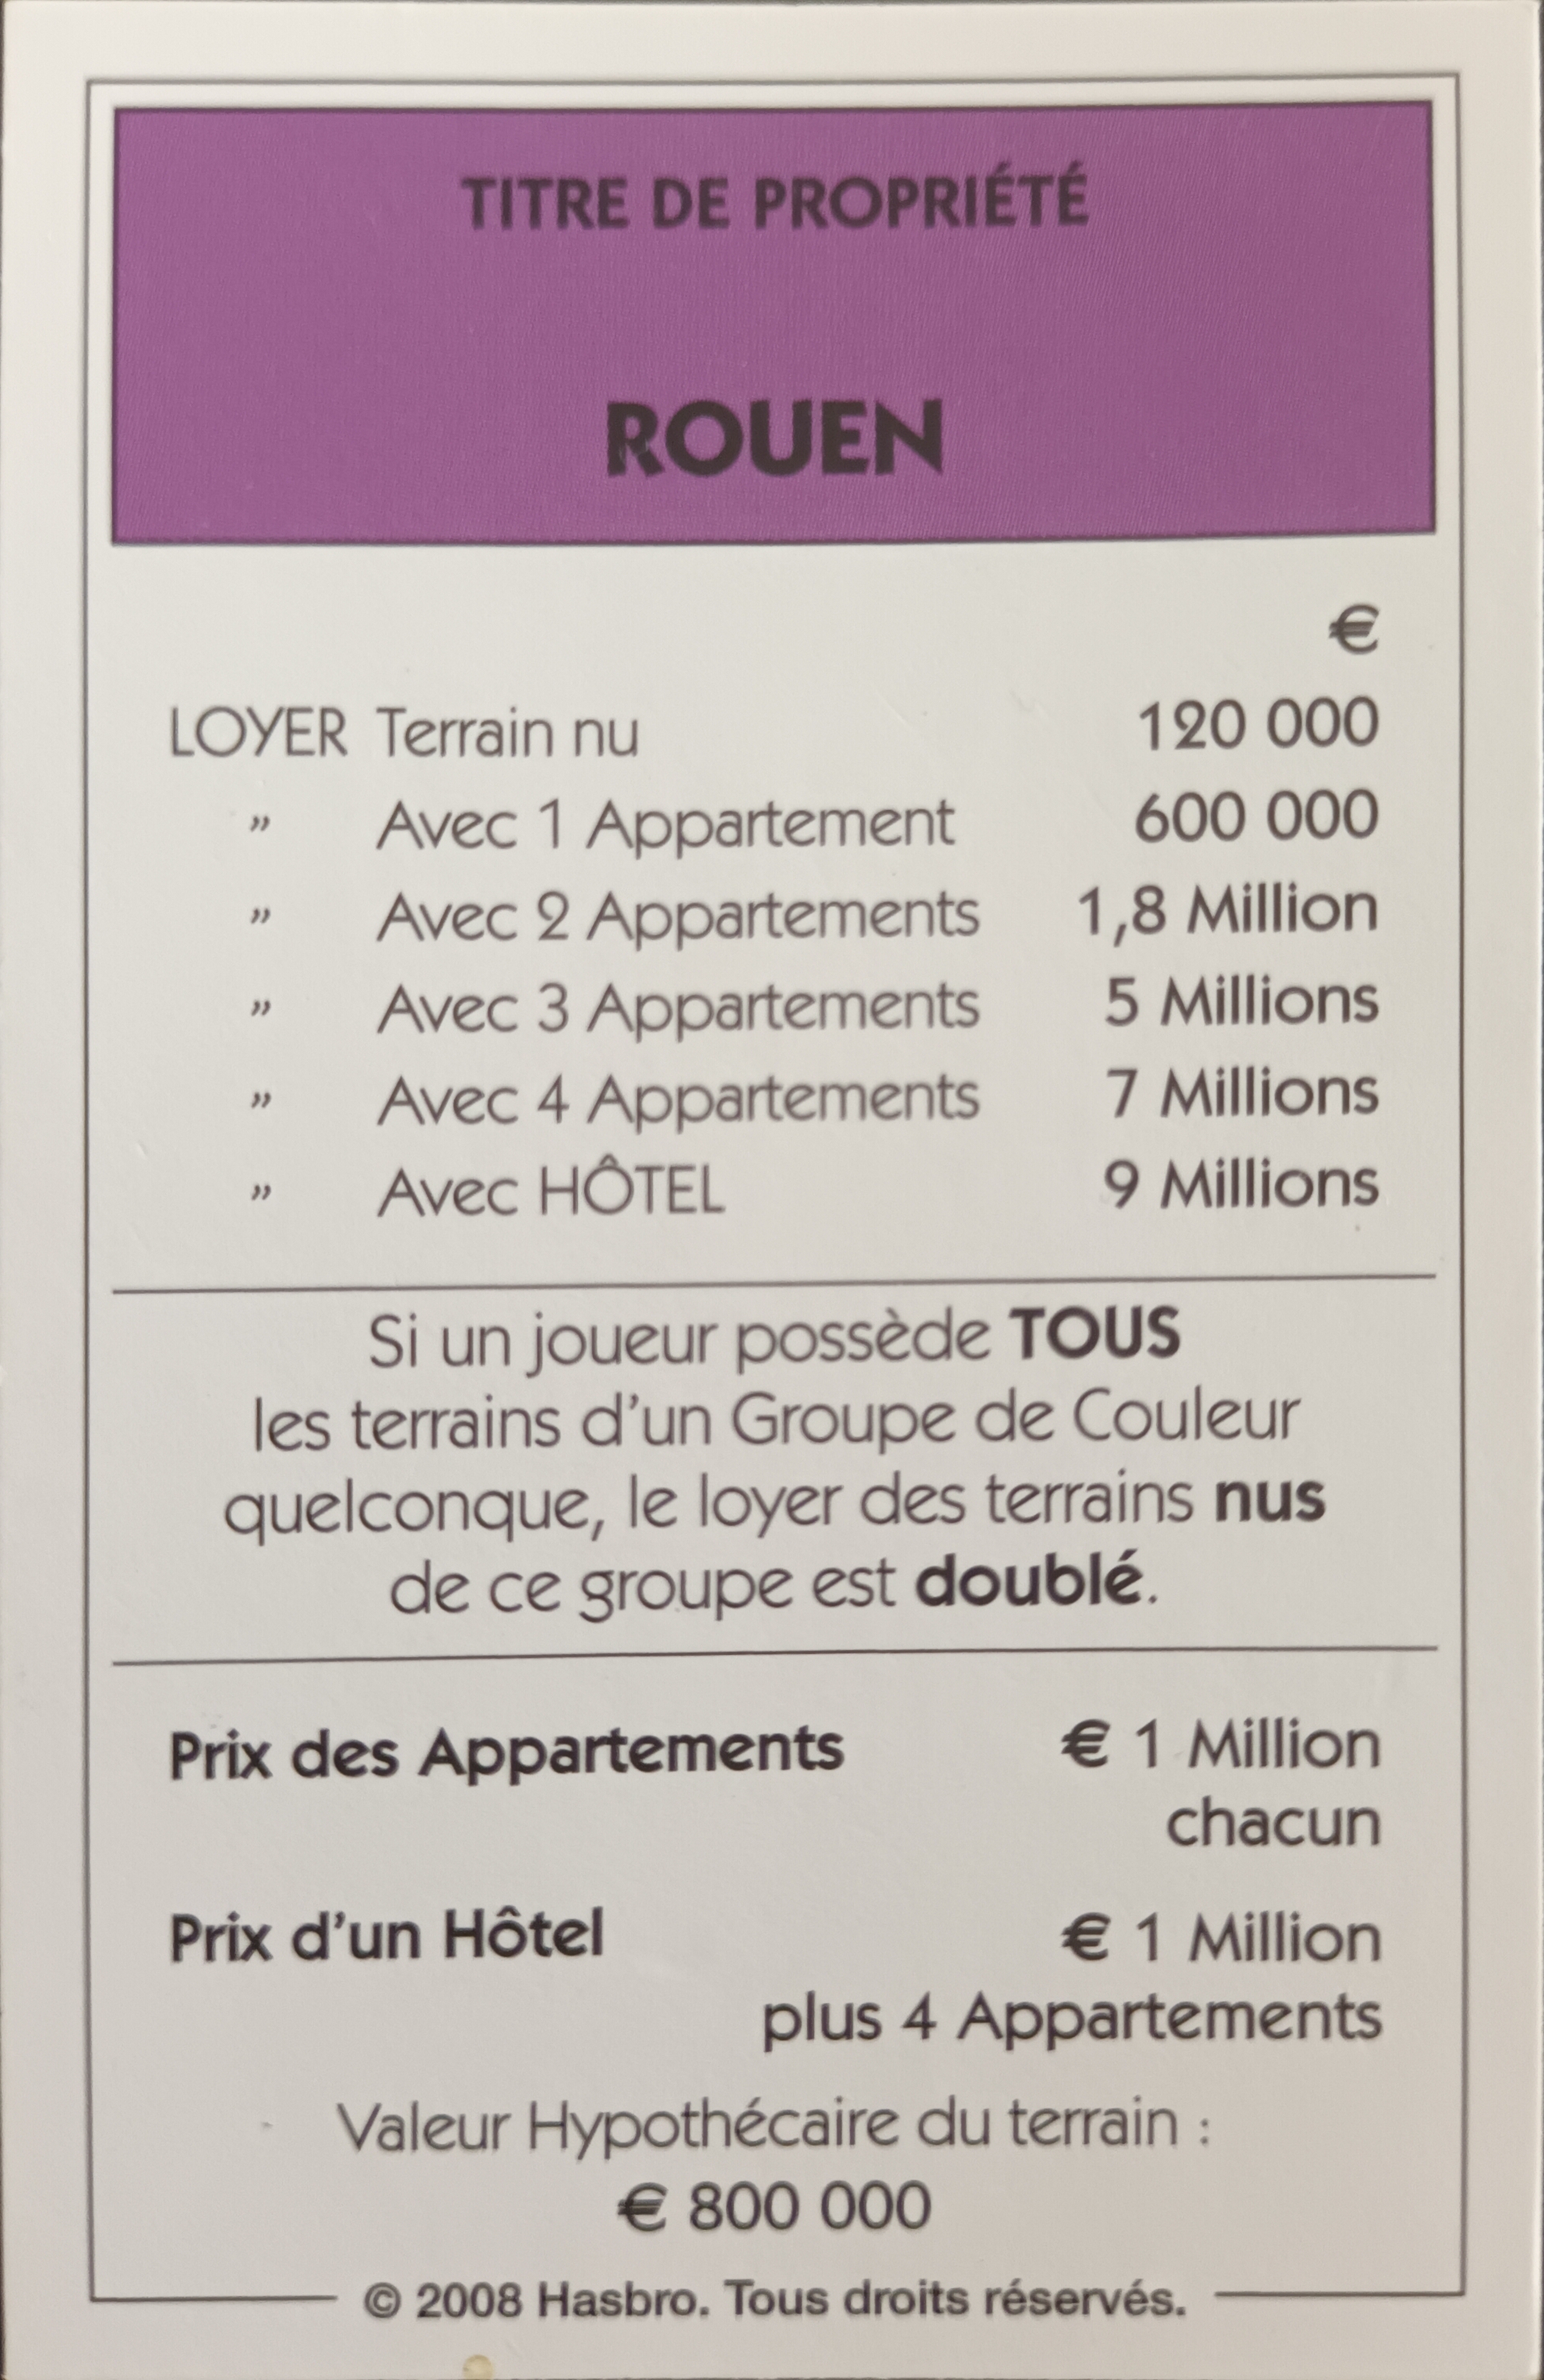 TITRE DE PROPRIÉTÉ
ROUEN
€
LOYER Terrain nu 120 000
” Avec 1 Appartement 600 000
” Avec 2 Appartements 1,8 Million
” Avec 3 Appartements 5 Millions
” Avec 4 Appartements 7 Millions
” Avec HÔTEL 9 Millions
Si un joueur possède TOUS
les terrains d’un Groupe de Couleur
quelconque, le loyer des terrains nus
de ce groupe est doublé.
Prix des Appartements € 1 Million
chacun
Prix d’un Hôtel € 1 Million
plus 4 Appartements
Valeur Hypothécaire du terrain :
€ 800 000
© 2008 Hasbro. Tous droits réservés.